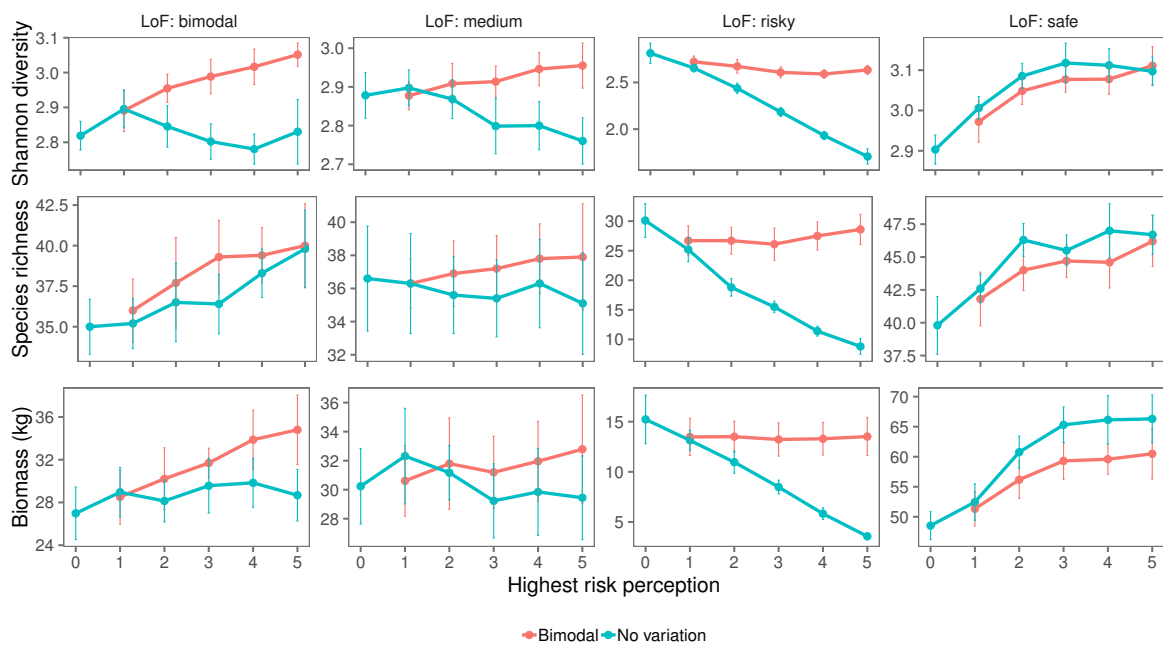 LoF: bimodal LoF: medium LoF: risky LoF: safe
Shannon diversity
3.1 3.0 2.9 2.8
3.0 2.9 2.8 2.7
2.5 2.0
3.1 3.0 2.9
Species richness
42.5 40.0 37.5 35.0
40 38 36 34 32
30 20 10
47.5 45.0 42.5 40.0 37.5
Biomass (kg)
36 32 28 24
36 34 32 30 28
15 10 5
70 60 50
0 1 2 3 4 5 0 1 2 3 4 5 0 1 2 3 4 5 0 1 2 3 4 5
Highest risk perception
Bimodal No variation